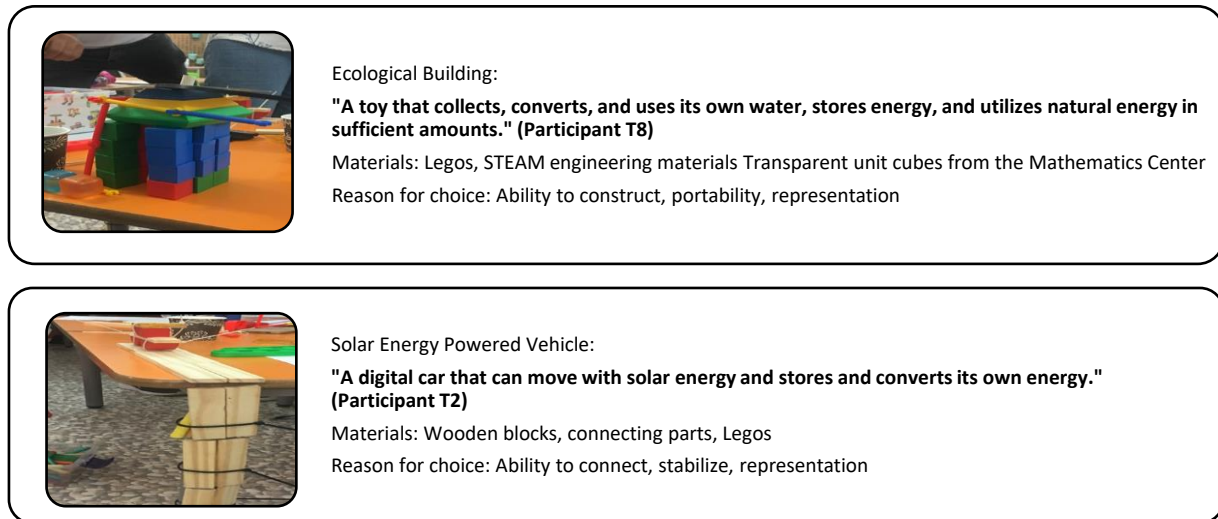 Ecological Building:
"A toy that collects, converts, and uses its own water, stores energy, and utilizes natural energy in
sufficient amounts." (Participant T8)
Materials: Legos, STEAM engineering materials Transparent unit cubes from the Mathematics Center
Reason for choice: Ability to construct, portability, representation
Solar Energy Powered Vehicle:
"A digital car that can move with solar energy and stores and converts its own energy."
(Participant T2)
Materials: Wooden blocks, connecting parts, Legos
Reason for choice: Ability to connect, stabilize, representation